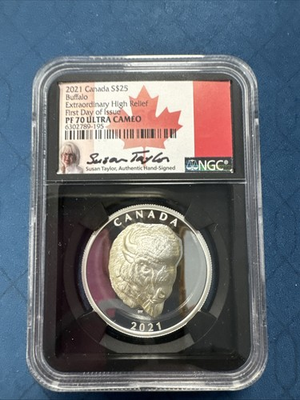 2021 Canada S$25
Buffalo
Extraordinary High Relief
First Day of Issue
PF 70 ULTRA CAMEO
6302789-195
Susan Taylor
Susan Taylor, Authentic Hand-Signed
NGC
CANADA
2021